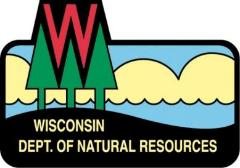 W
WISCONSIN
DEPT. OF NATURAL RESOURCES